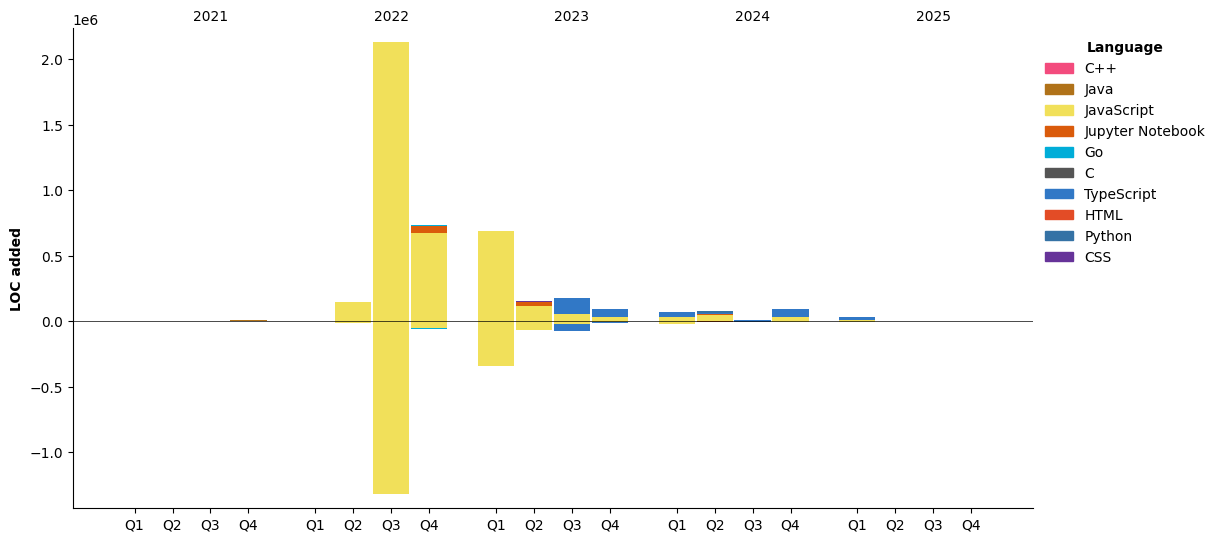 1e6
2021 2022 2023 2024 2025
2.0
1.5
1.0
0.5
0.0
−0.5
−1.0
LOC added
Q1 Q2 Q3 Q4 Q1 Q2 Q3 Q4 Q1 Q2 Q3 Q4 Q1 Q2 Q3 Q4 Q1 Q2 Q3 Q4
Language
C++
Java
JavaScript
Jupyter Notebook
Go
C
TypeScript
HTML
Python
CSS